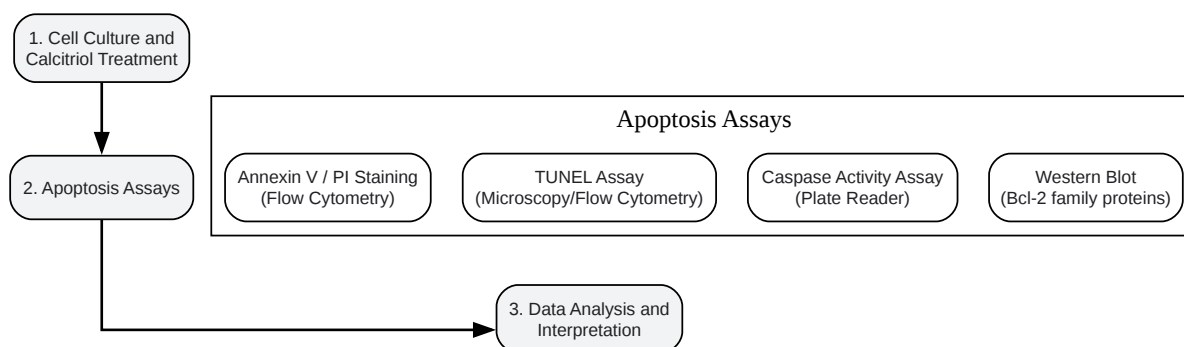 1. Cell Culture and
Calcitriol Treatment
2. Apoptosis Assays
Apoptosis Assays
Annexin V / PI Staining
(Flow Cytometry)
TUNEL Assay
(Microscopy/Flow Cytometry)
Caspase Activity Assay
(Plate Reader)
Western Blot
(Bcl-2 family proteins)
3. Data Analysis and
Interpretation